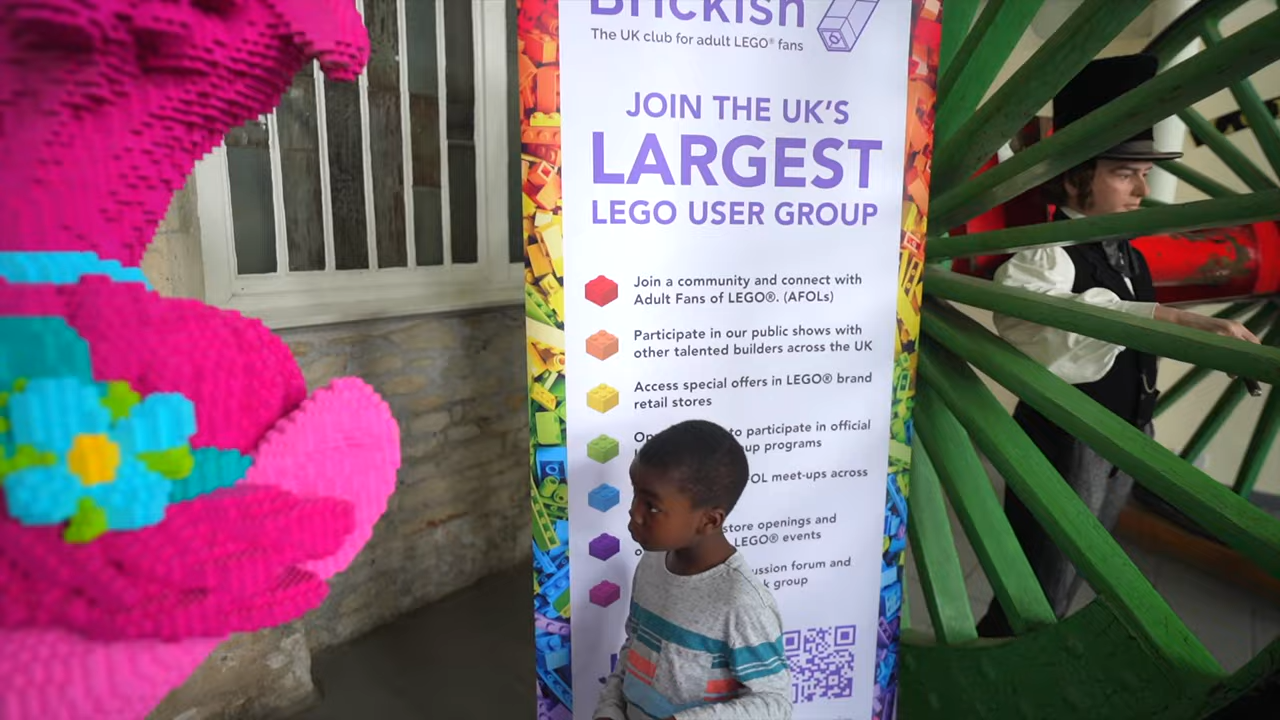 Brickish
The UK club for adult LEGO® fans
JOIN THE UK'S
LARGEST
LEGO USER GROUP
Join a community and connect with
Adult Fans of LEGO®. (AFOLs)
Participate in our public shows with
other talented builders across the UK
Access special offers in LEGO® brand
retail stores
to participate in official
programs
meet-ups across
store openings and
LEGO® events
forum and
group